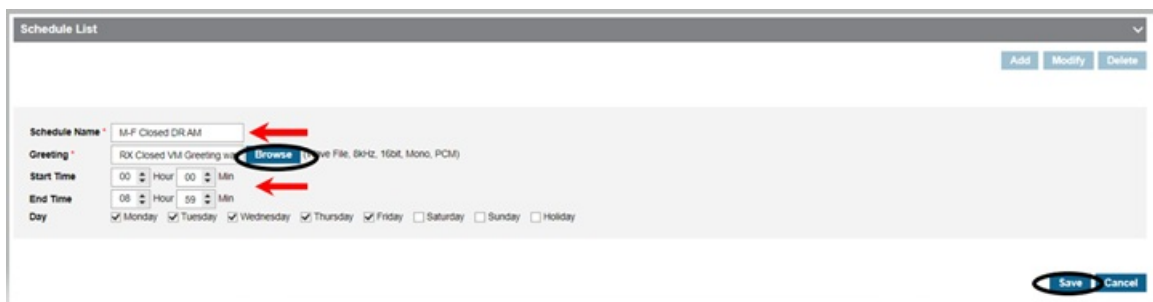 Schedule List
Add Modify Delete
Schedule Name * M-F Closed DR AM
Greeting * RX Closed VM Greeting wa Browse File, 8kHz, 16bit, Mono, PCM)
Start Time 00 Hour 00 Min
End Time 08 Hour 59 Min
Day Monday Tuesday Wednesday Thursday Friday Saturday Sunday Holiday
Save Cancel